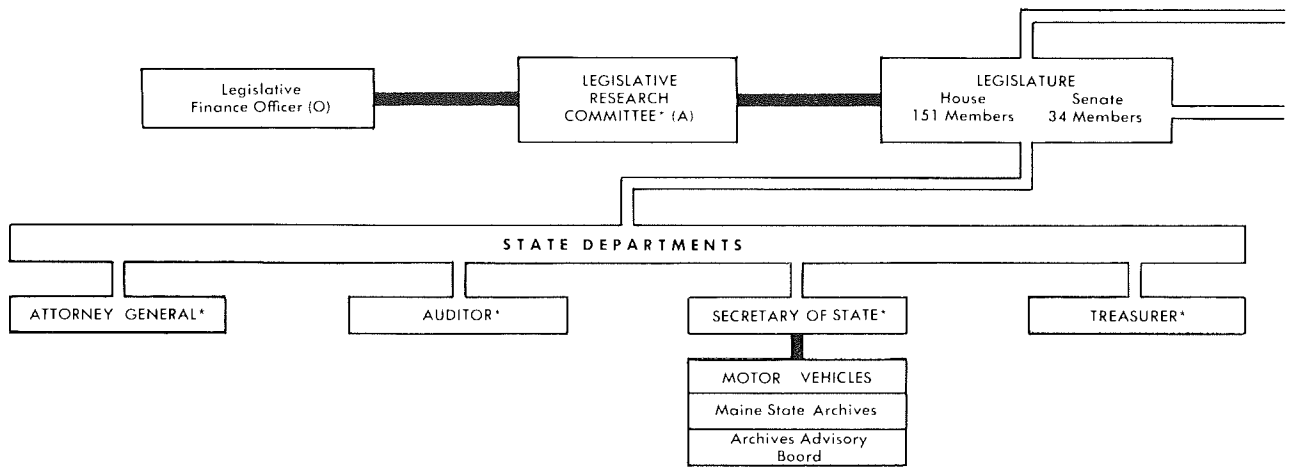 Legislative
Finance Officer (O)
LEGISLATIVE
RESEARCH
COMMITTEE* (A)
LEGISLATURE
House Senate
151 Members 34 Members
STATE DEPARTMENTS
ATTORNEY GENERAL*
AUDITOR*
SECRETARY OF STATE*
TREASURER*
MOTOR VEHICLES
Maine State Archives
Archives Advisory
Board